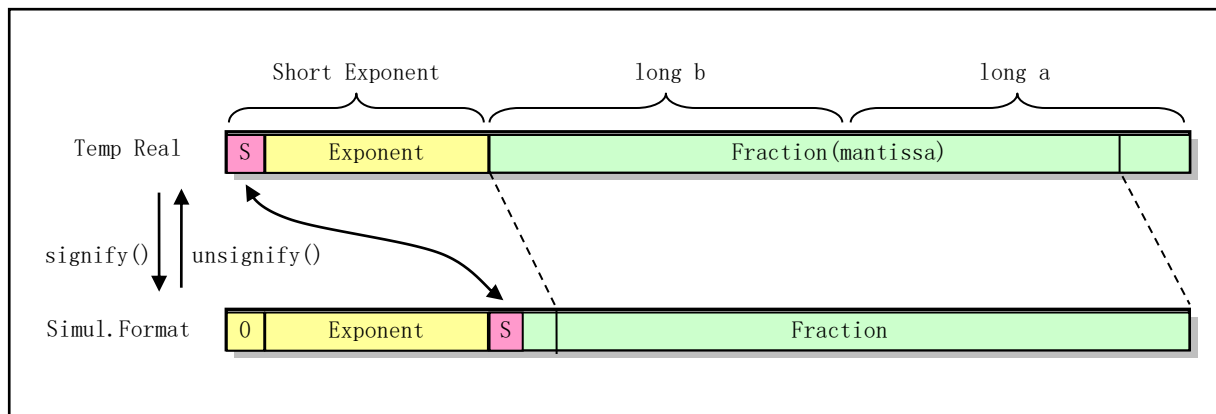 Short Exponent long b long a
Temp Real S Exponent Fraction(mantissa)
signify() unsignify()
Simul.Format 0 Exponent S Fraction